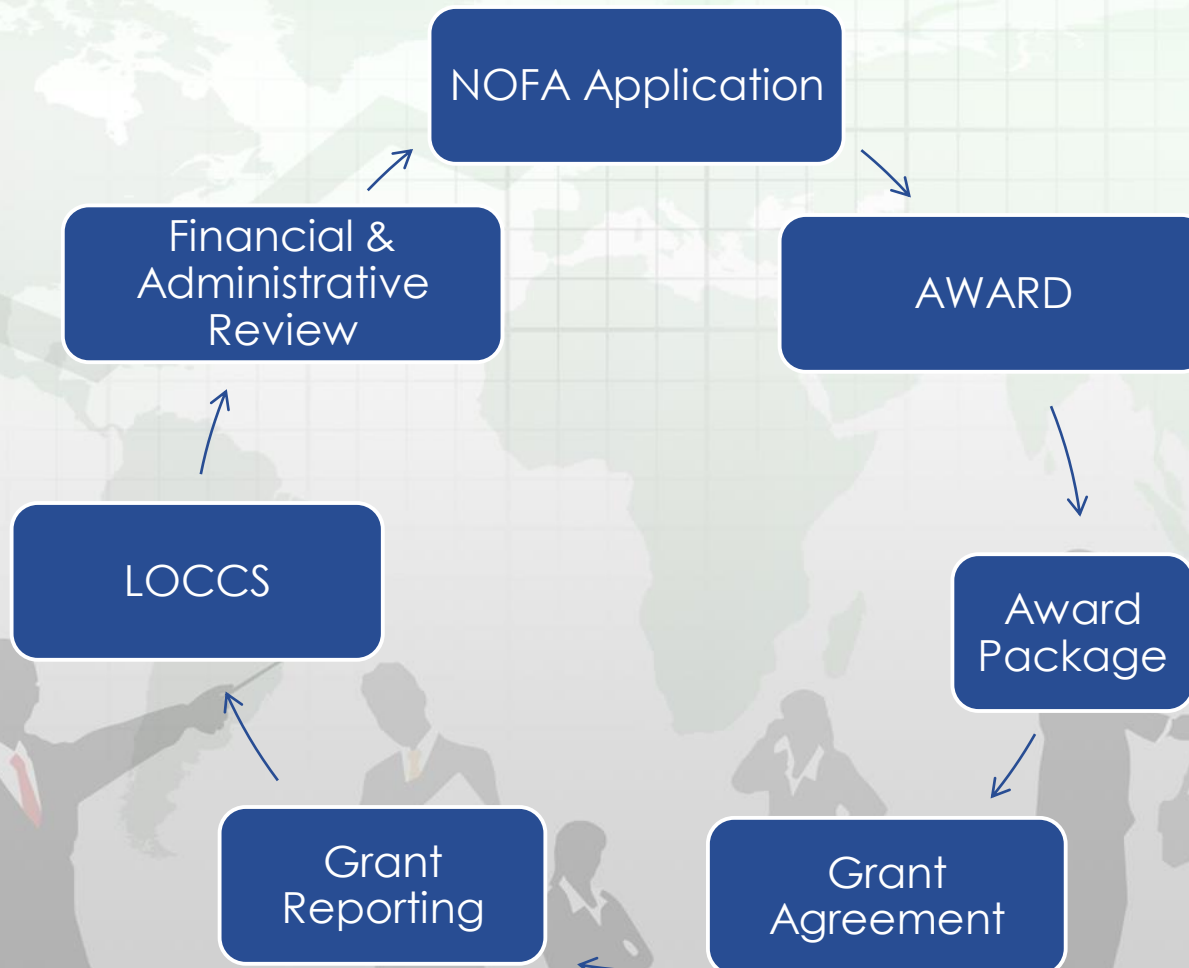 NOFA Application
AWARD
Award
Package
Grant
Agreement
Grant
Reporting
LOCCS
Financial &
Administrative
Review